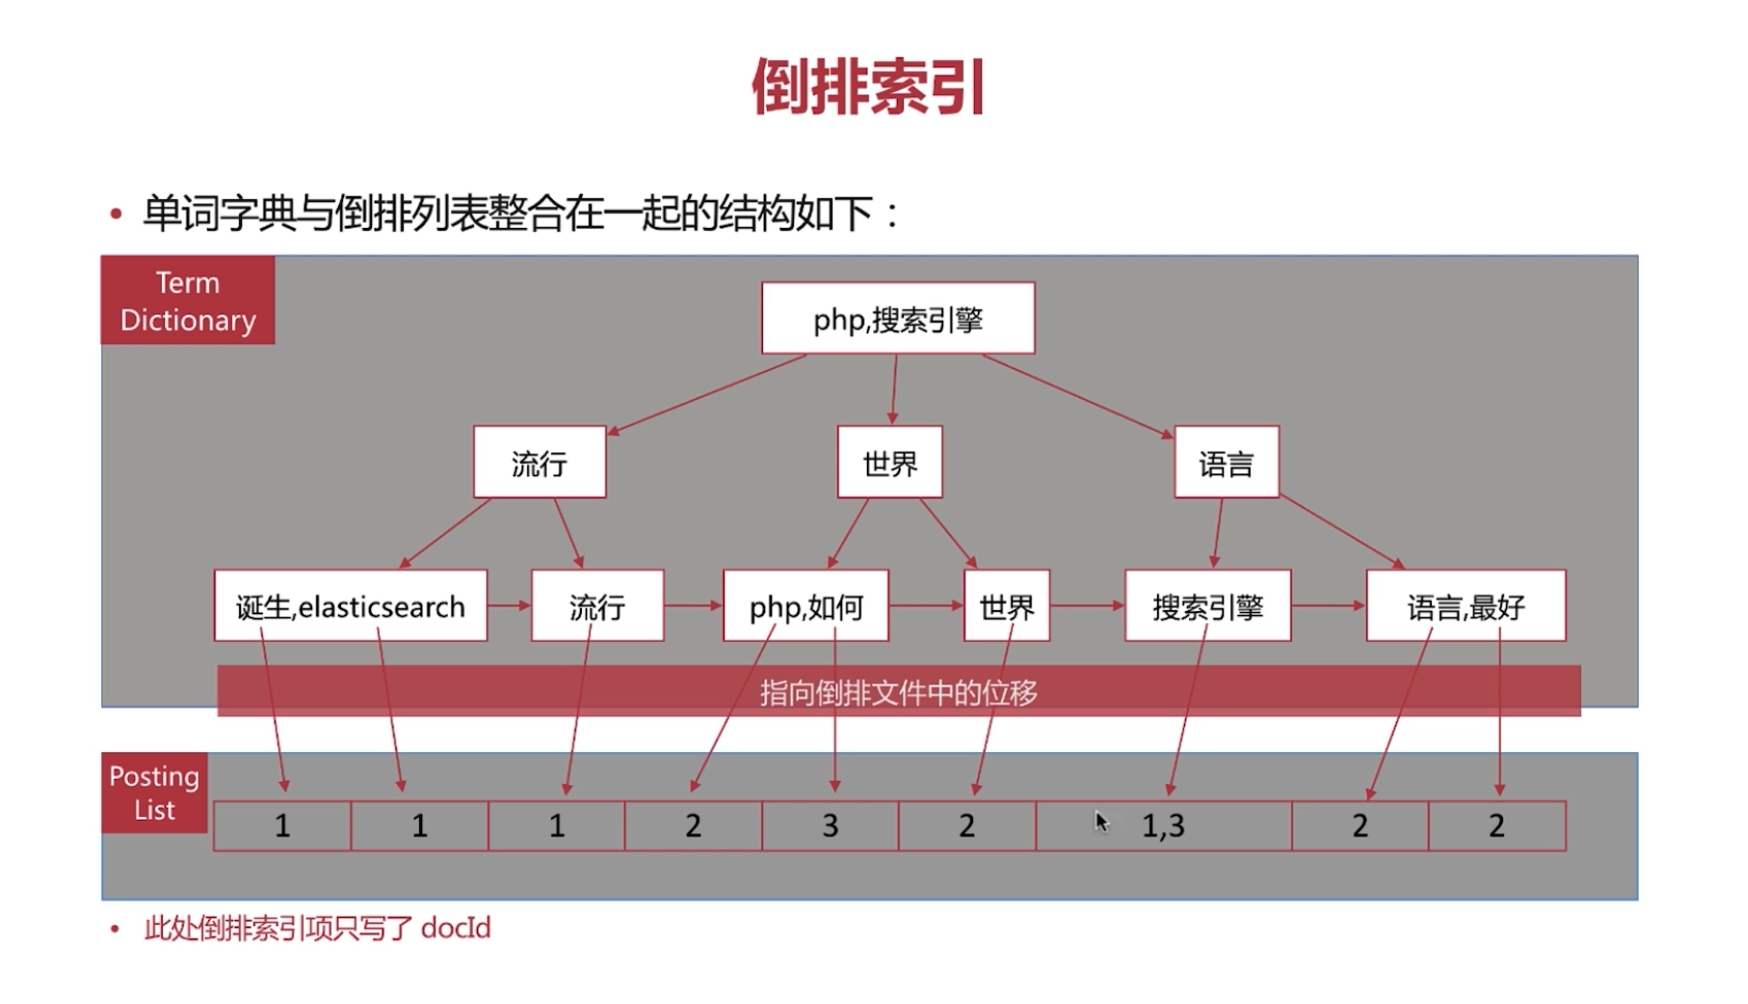 倒排索引
• 单词字典与倒排列表整合在一起的结构如下：
Term
Dictionary
php,搜索引擎
流行
世界
语言
诞生,elasticsearch
流行
php,如何
世界
搜索引擎
语言,最好
指向倒排文件中的位移
Posting
List
1
1
1
2
3
2
1,3
2
2
• 此处倒排索引项只写了 docId